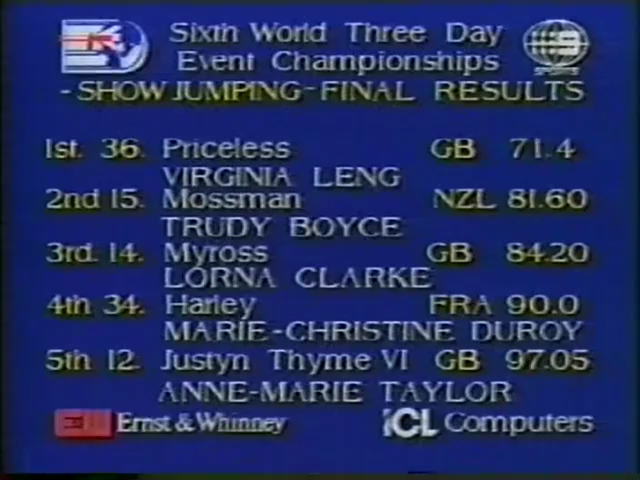 Sixth World Three Day
Event Championships
-SHOW JUMPING-FINAL RESULTS
1st. 36. Priceless GB 71.4
VIRGINIA LENG
2nd 15. Mossman NZL 81.60
TRUDY BOYCE
3rd. 14. Myross GB 84.20
LORNA CLARKE
4th 34. Harley FRA 90.0
MARIE-CHRISTINE DUROY
5th 12. Justyn Thyme VI GB 97.05
ANNE-MARIE TAYLOR
Ernst & Whinney ICL Computers